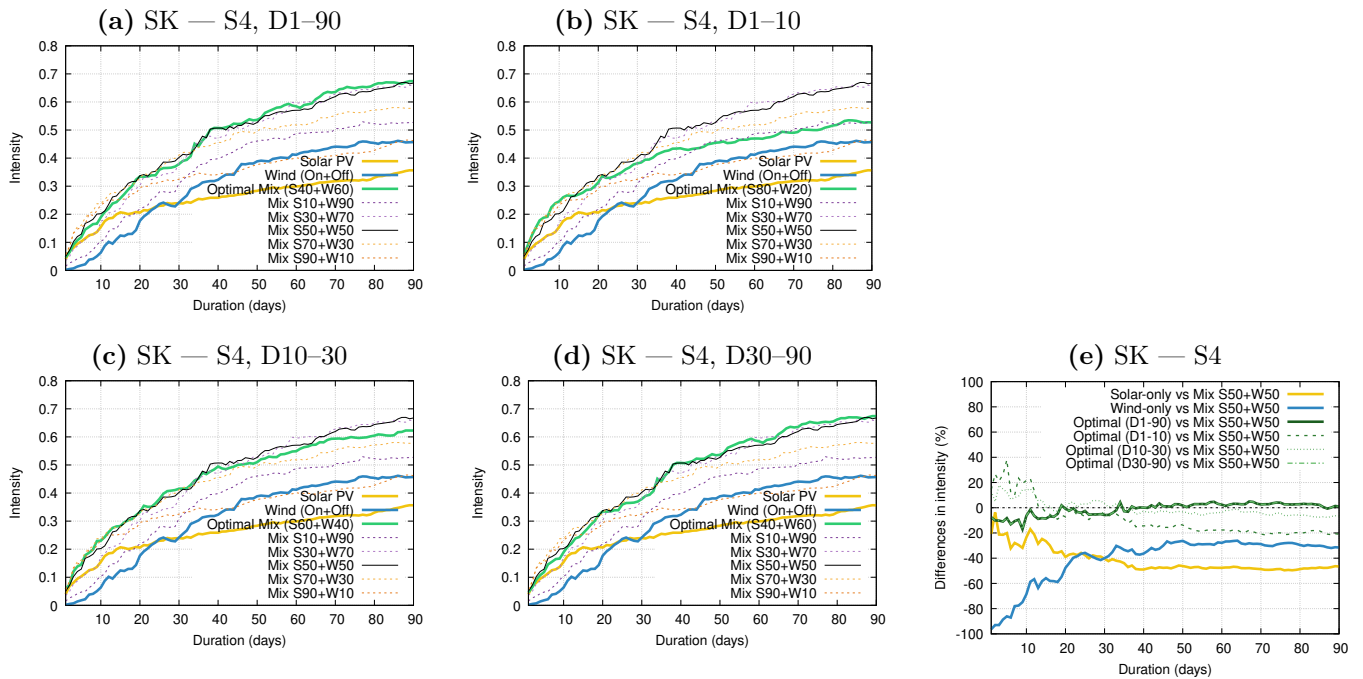 (a) SK — S4, D1–90
Intensity
0.8
0.7
0.6
0.5
0.4
0.3
0.2
0.1
0
10 20 30 40 50 60 70 80 90
Duration (days)
Solar PV
Wind (On+Off)
Optimal Mix (S40+W60)
Mix S10+W90
Mix S30+W70
Mix S50+W50
Mix S70+W30
Mix S90+W10
(b) SK — S4, D1–10
Intensity
0.8
0.7
0.6
0.5
0.4
0.3
0.2
0.1
0
10 20 30 40 50 60 70 80 90
Duration (days)
Solar PV
Wind (On+Off)
Optimal Mix (S80+W20)
Mix S10+W90
Mix S30+W70
Mix S50+W50
Mix S70+W30
Mix S90+W10
(c) SK — S4, D10–30
Intensity
0.8
0.7
0.6
0.5
0.4
0.3
0.2
0.1
0
10 20 30 40 50 60 70 80 90
Duration (days)
Solar PV
Wind (On+Off)
Optimal Mix (S60+W40)
Mix S10+W90
Mix S30+W70
Mix S50+W50
Mix S70+W30
Mix S90+W10
(d) SK — S4, D30–90
Intensity
0.8
0.7
0.6
0.5
0.4
0.3
0.2
0.1
0
10 20 30 40 50 60 70 80 90
Duration (days)
Solar PV
Wind (On+Off)
Optimal Mix (S40+W60)
Mix S10+W90
Mix S30+W70
Mix S50+W50
Mix S70+W30
Mix S90+W10
(e) SK — S4
Differences in intensity (%)
100
80
60
40
20
0
-20
-40
-60
-80
-100
10 20 30 40 50 60 70 80 90
Duration (days)
Solar-only vs Mix S50+W50
Wind-only vs Mix S50+W50
Optimal (D1-90) vs Mix S50+W50
Optimal (D1-10) vs Mix S50+W50
Optimal (D10-30) vs Mix S50+W50
Optimal (D30-90) vs Mix S50+W50